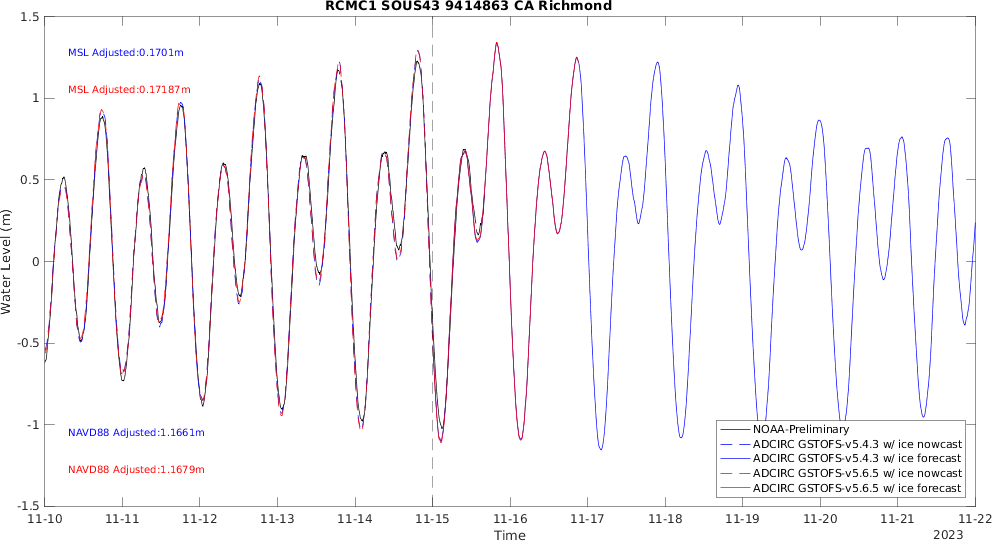 RCMC1 SOUS43 9414863 CA Richmond
1.5
1
0.5
0
-0.5
-1
-1.5
Water Level (m)
MSL Adjusted:0.1701m
MSL Adjusted:0.17187m
NAVD88 Adjusted:1.1661m
NAVD88 Adjusted:1.1679m
NOAA-Preliminary
ADCIRC GSTOFS-v5.4.3 w/ ice nowcast
ADCIRC GSTOFS-v5.4.3 w/ ice forecast
ADCIRC GSTOFS-v5.6.5 w/ ice nowcast
ADCIRC GSTOFS-v5.6.5 w/ ice forecast
11-10 11-11 11-12 11-13 11-14 11-15 11-16 11-17 11-18 11-19 11-20 11-21 11-22
Time
2023